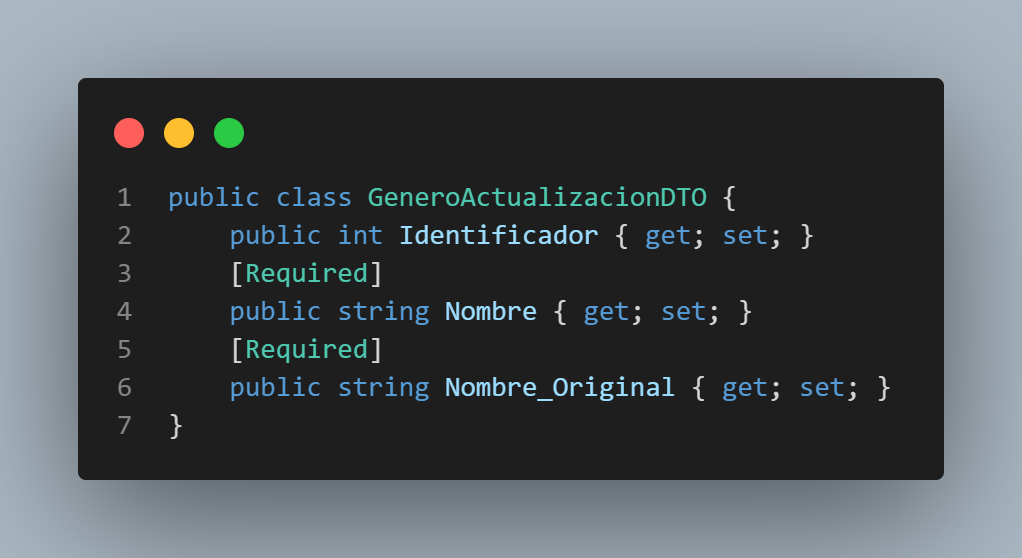 1 public class GeneroActualizacionDTO {
2     public int Identificador { get; set; }
3     [Required]
4     public string Nombre { get; set; }
5     [Required]
6     public string Nombre_Original { get; set; }
7 }